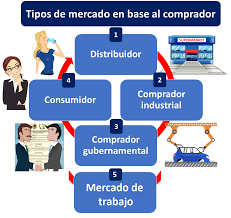 Tipos de mercado en base al comprador
1
Distribuidor
SUPERMARKET
4
Consumidor
2
Comprador
industrial
3
Comprador
gubernamental
5
Mercado de
trabajo